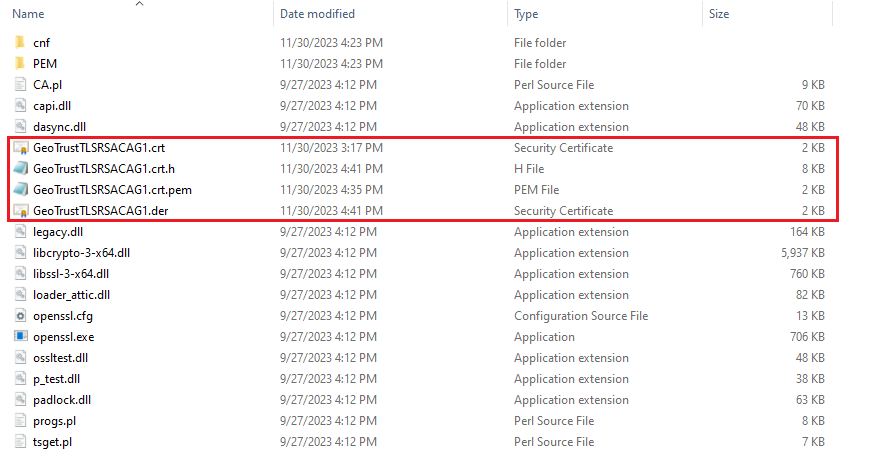 Name Date modified Type Size
cnf 11/30/2023 4:23 PM File folder
PEM 11/30/2023 4:23 PM File folder
CA.pl 9/27/2023 4:12 PM Perl Source File 9 KB
capi.dll 9/27/2023 4:12 PM Application extension 70 KB
dasync.dll 9/27/2023 4:12 PM Application extension 48 KB
GeoTrustTLSRSACAG1.crt 11/30/2023 3:17 PM Security Certificate 2 KB
GeoTrustTLSRSACAG1.crt.h 11/30/2023 4:41 PM H File 8 KB
GeoTrustTLSRSACAG1.crt.pem 11/30/2023 4:35 PM PEM File 2 KB
GeoTrustTLSRSACAG1.der 11/30/2023 4:41 PM Security Certificate 2 KB
legacy.dll 9/27/2023 4:12 PM Application extension 164 KB
libcrypto-3-x64.dll 9/27/2023 4:12 PM Application extension 5,937 KB
libssl-3-x64.dll 9/27/2023 4:12 PM Application extension 760 KB
loader_attic.dll 9/27/2023 4:12 PM Application extension 82 KB
openssl.cfg 9/27/2023 4:12 PM Configuration Source File 13 KB
openssl.exe 9/27/2023 4:12 PM Application 706 KB
ossltest.dll 9/27/2023 4:12 PM Application extension 48 KB
p_test.dll 9/27/2023 4:12 PM Application extension 38 KB
padlock.dll 9/27/2023 4:12 PM Application extension 63 KB
progs.pl 9/27/2023 4:12 PM Perl Source File 8 KB
tsget.pl 9/27/2023 4:12 PM Perl Source File 7 KB